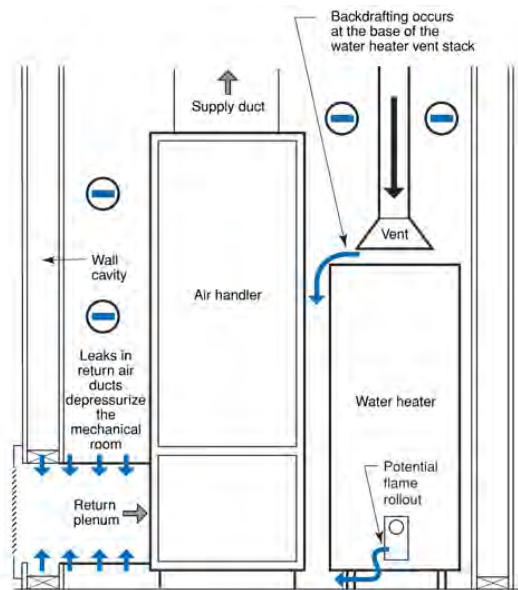 Backdrafting occurs
at the base of the
water heater vent stack
Supply duct
Vent
Wall
cavity
Air handler
Leaks in
return air
ducts
depressurize
the
mechanical
room
Water heater
Potential
flame
rollout
Return
plenum